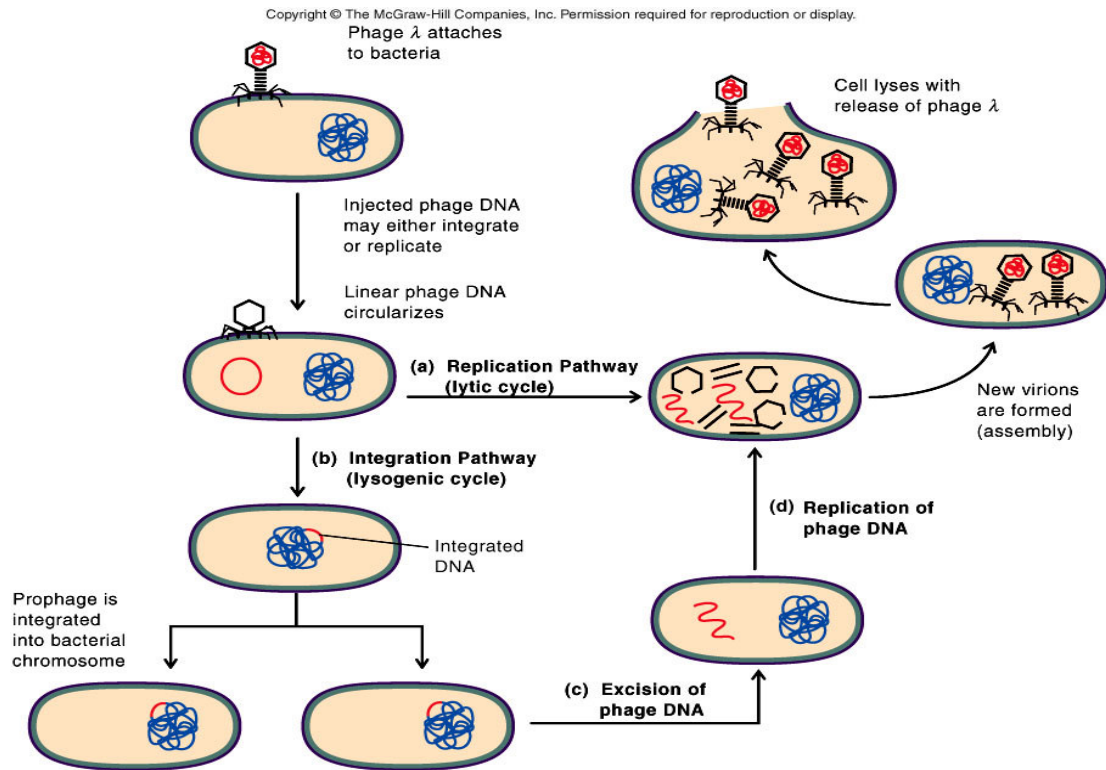 Copyright © The McGraw-Hill Companies, Inc. Permission required for reproduction or display.
Phage λ attaches
to bacteria
Cell lyses with
release of phage λ
Injected phage DNA
may either integrate
or replicate
Linear phage DNA
circularizes
(a) Replication Pathway
(lytic cycle)
New virions
are formed
(assembly)
(b) Integration Pathway
(lysogenic cycle)
(d) Replication of
phage DNA
Integrated
DNA
Prophage is
integrated
into bacterial
chromosome
(c) Excision of
phage DNA